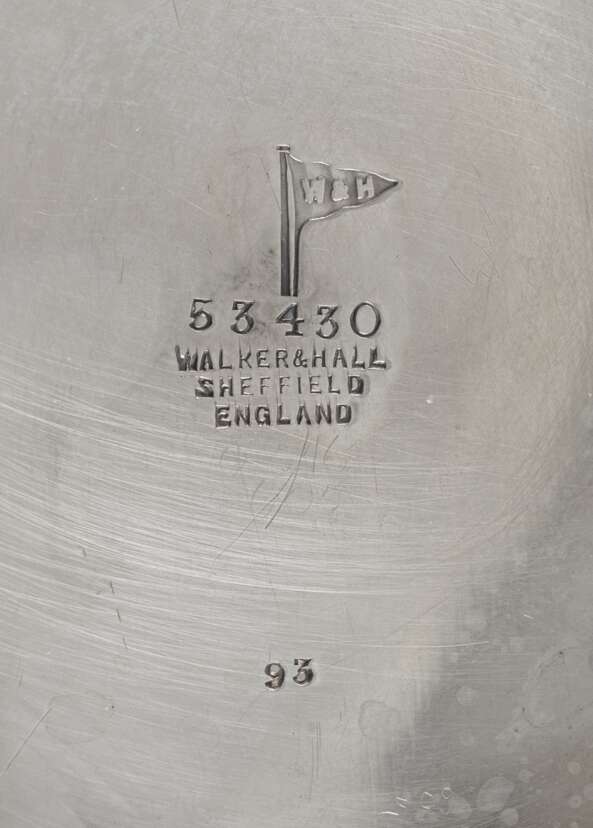 W&H
53430
WALKER&HALL
SHEFFIELD
ENGLAND
93